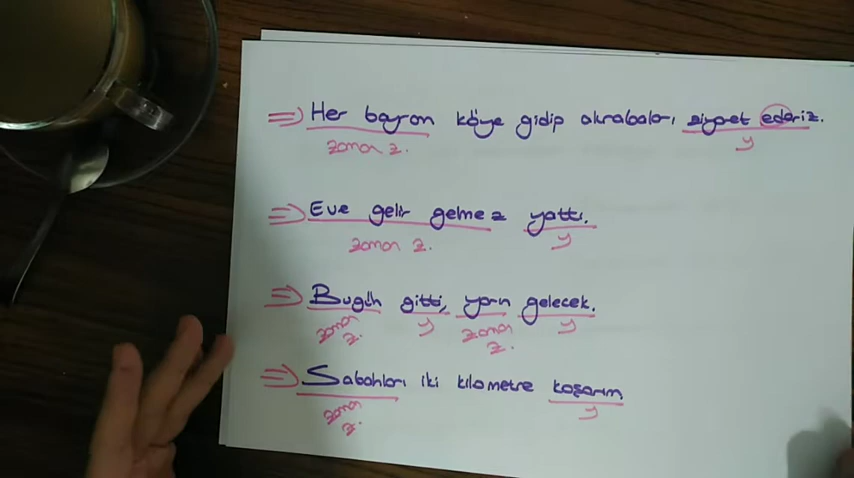 ⇒ Her bayram köye gidip akrabaları ziyaret ederiz.
zaman z. y
⇒ Eve gelir gelmez yattı.
zaman z. y
⇒ Bugün gitti, yarın gelecek.
zaman z. y zaman z. y
⇒ Sabahları iki kilometre koşarım
zaman z. y